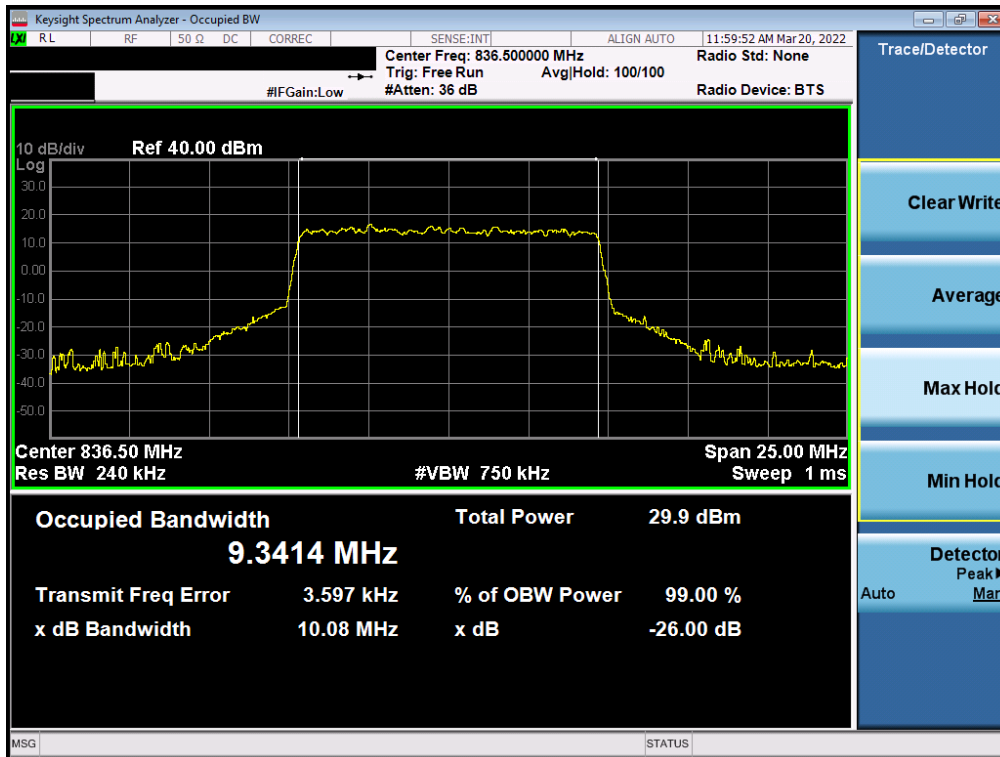 Keysight Spectrum Analyzer - Occupied BW
LXI RL RF 50 Ω DC CORREC SENSE:INT ALIGN AUTO 11:59:52 AM Mar 20, 2022
Center Freq: 836.500000 MHz Radio Std: None
Trig: Free Run Avg|Hold: 100/100
#IFGain:Low #Atten: 36 dB Radio Device: BTS
Trace/Detector
10 dB/div Ref 40.00 dBm
Log
30.0
20.0
10.0
0.00
-10.0
-20.0
-30.0
-40.0
-50.0
Center 836.50 MHz Span 25.00 MHz
Res BW 240 kHz #VBW 750 kHz Sweep 1 ms
Occupied Bandwidth Total Power 29.9 dBm
9.3414 MHz
Transmit Freq Error 3.597 kHz % of OBW Power 99.00 %
x dB Bandwidth 10.08 MHz x dB -26.00 dB
Clear Write
Average
Max Hold
Min Hold
Detector
Peak
Auto Man
MSG STATUS